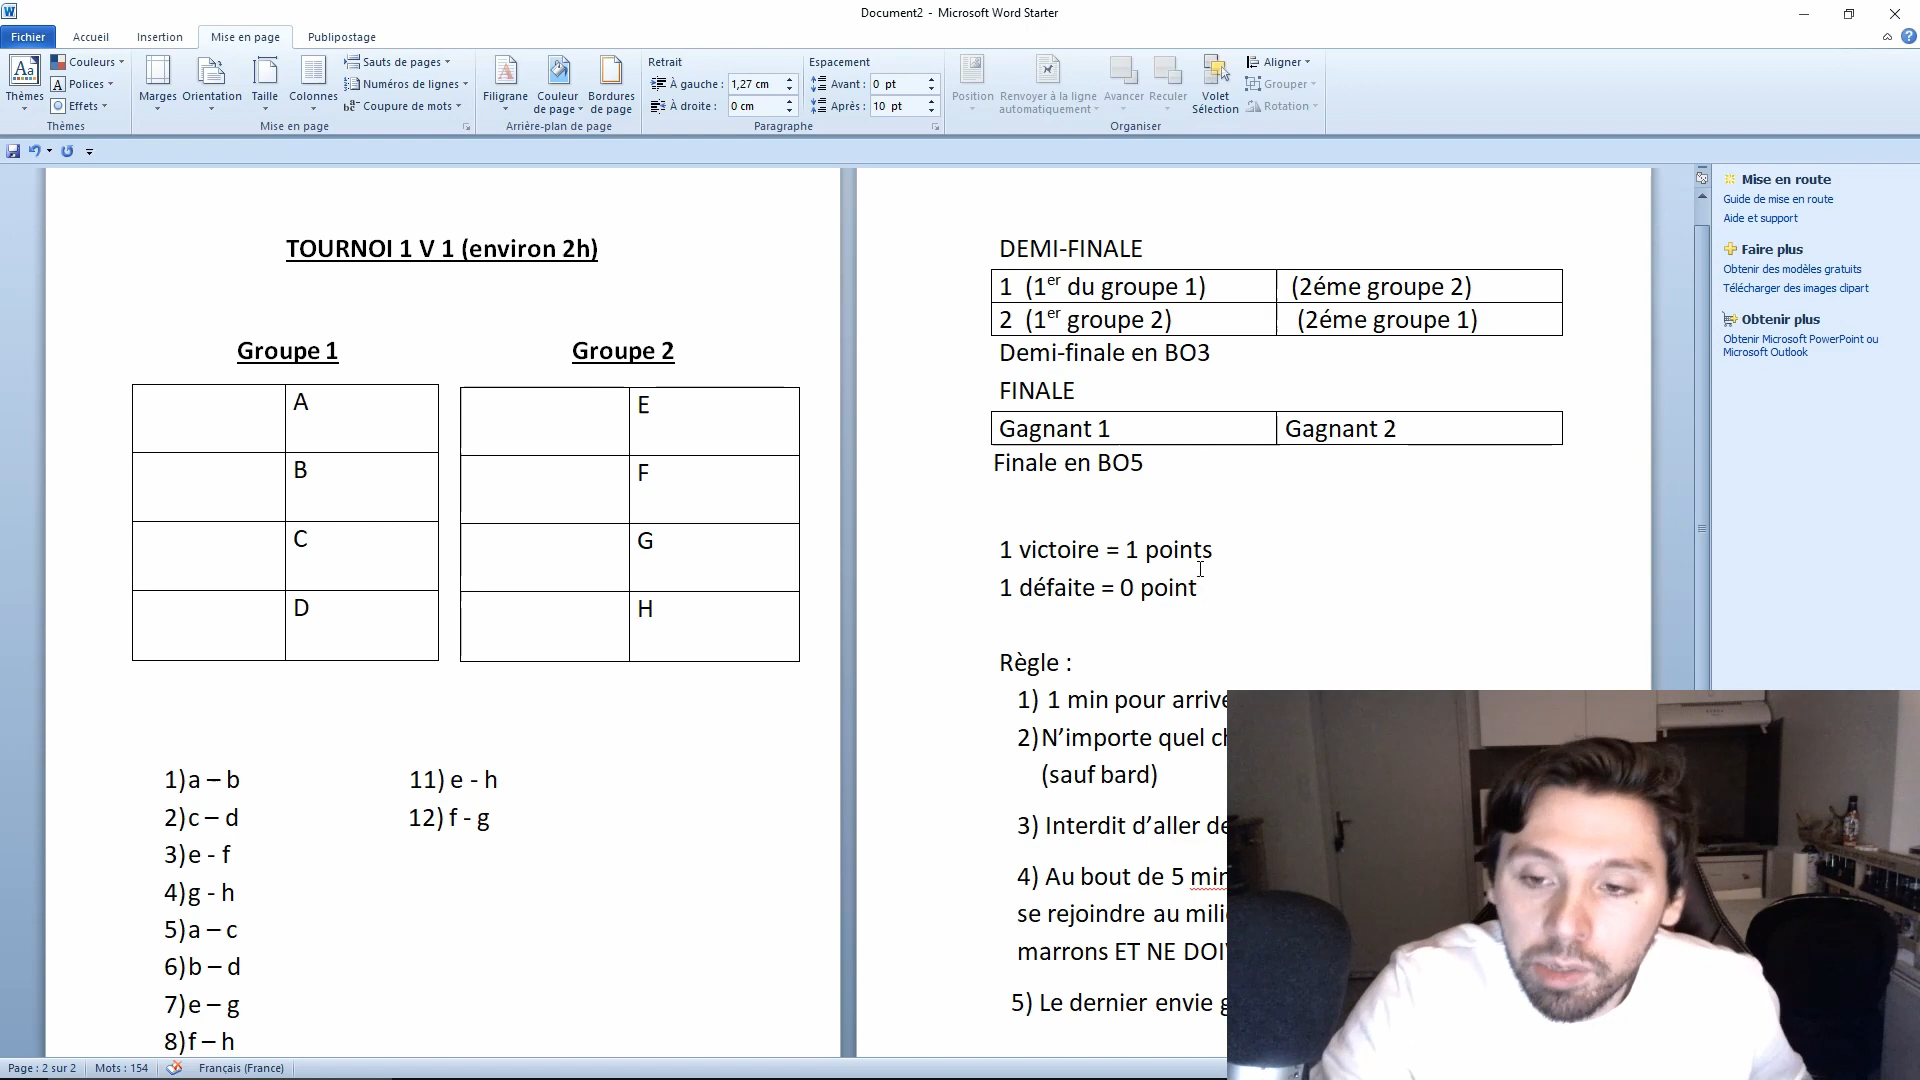 Document2 - Microsoft Word Starter
Fichier Accueil Insertion Mise en page Publipostage
Thèmes
Couleurs
Polices
Effets
Thèmes
Marges
Orientation
Taille
Colonnes
Sauts de pages
Numéros de lignes
Coupure de mots
Mise en page
Filigrane
Couleur de page
Bordures de page
Arrière-plan de page
Retrait
À gauche : 1,27 cm
À droite : 0 cm
Espacement
Avant : 0 pt
Après : 10 pt
Paragraphe
Position
Renvoyer à la ligne automatiquement
Avancer
Reculer
Volet Sélection
Aligner
Grouper
Rotation
Organiser
TOURNOI 1 V 1 (environ 2h)
Groupe 1
A
B
C
D
Groupe 2
E
F
G
H
1) a – b
2) c – d
3) e - f
4) g - h
5) a – c
6) b – d
7) e – g
8) f – h
11) e - h
12) f - g
DEMI-FINALE
1 (1er du groupe 1) (2éme groupe 2)
2 (1er groupe 2) (2éme groupe 1)
Demi-finale en BO3
FINALE
Gagnant 1 Gagnant 2
Finale en BO5
1 victoire = 1 points
1 défaite = 0 point
Règle :
1) 1 min pour
2) N’importe quel
(sauf bard)
3) Interdit d’aller
4) Au bout de 5
se rejoindre au
marrons ET NE
5) Le dernier envie
Mise en route
Guide de mise en route
Aide et support
Faire plus
Obtenir des modèles gratuits
Télécharger des images clipart
Obtenir plus
Obtenir Microsoft PowerPoint ou
Microsoft Outlook
Page : 2 sur 2 Mots : 154 Français (France)